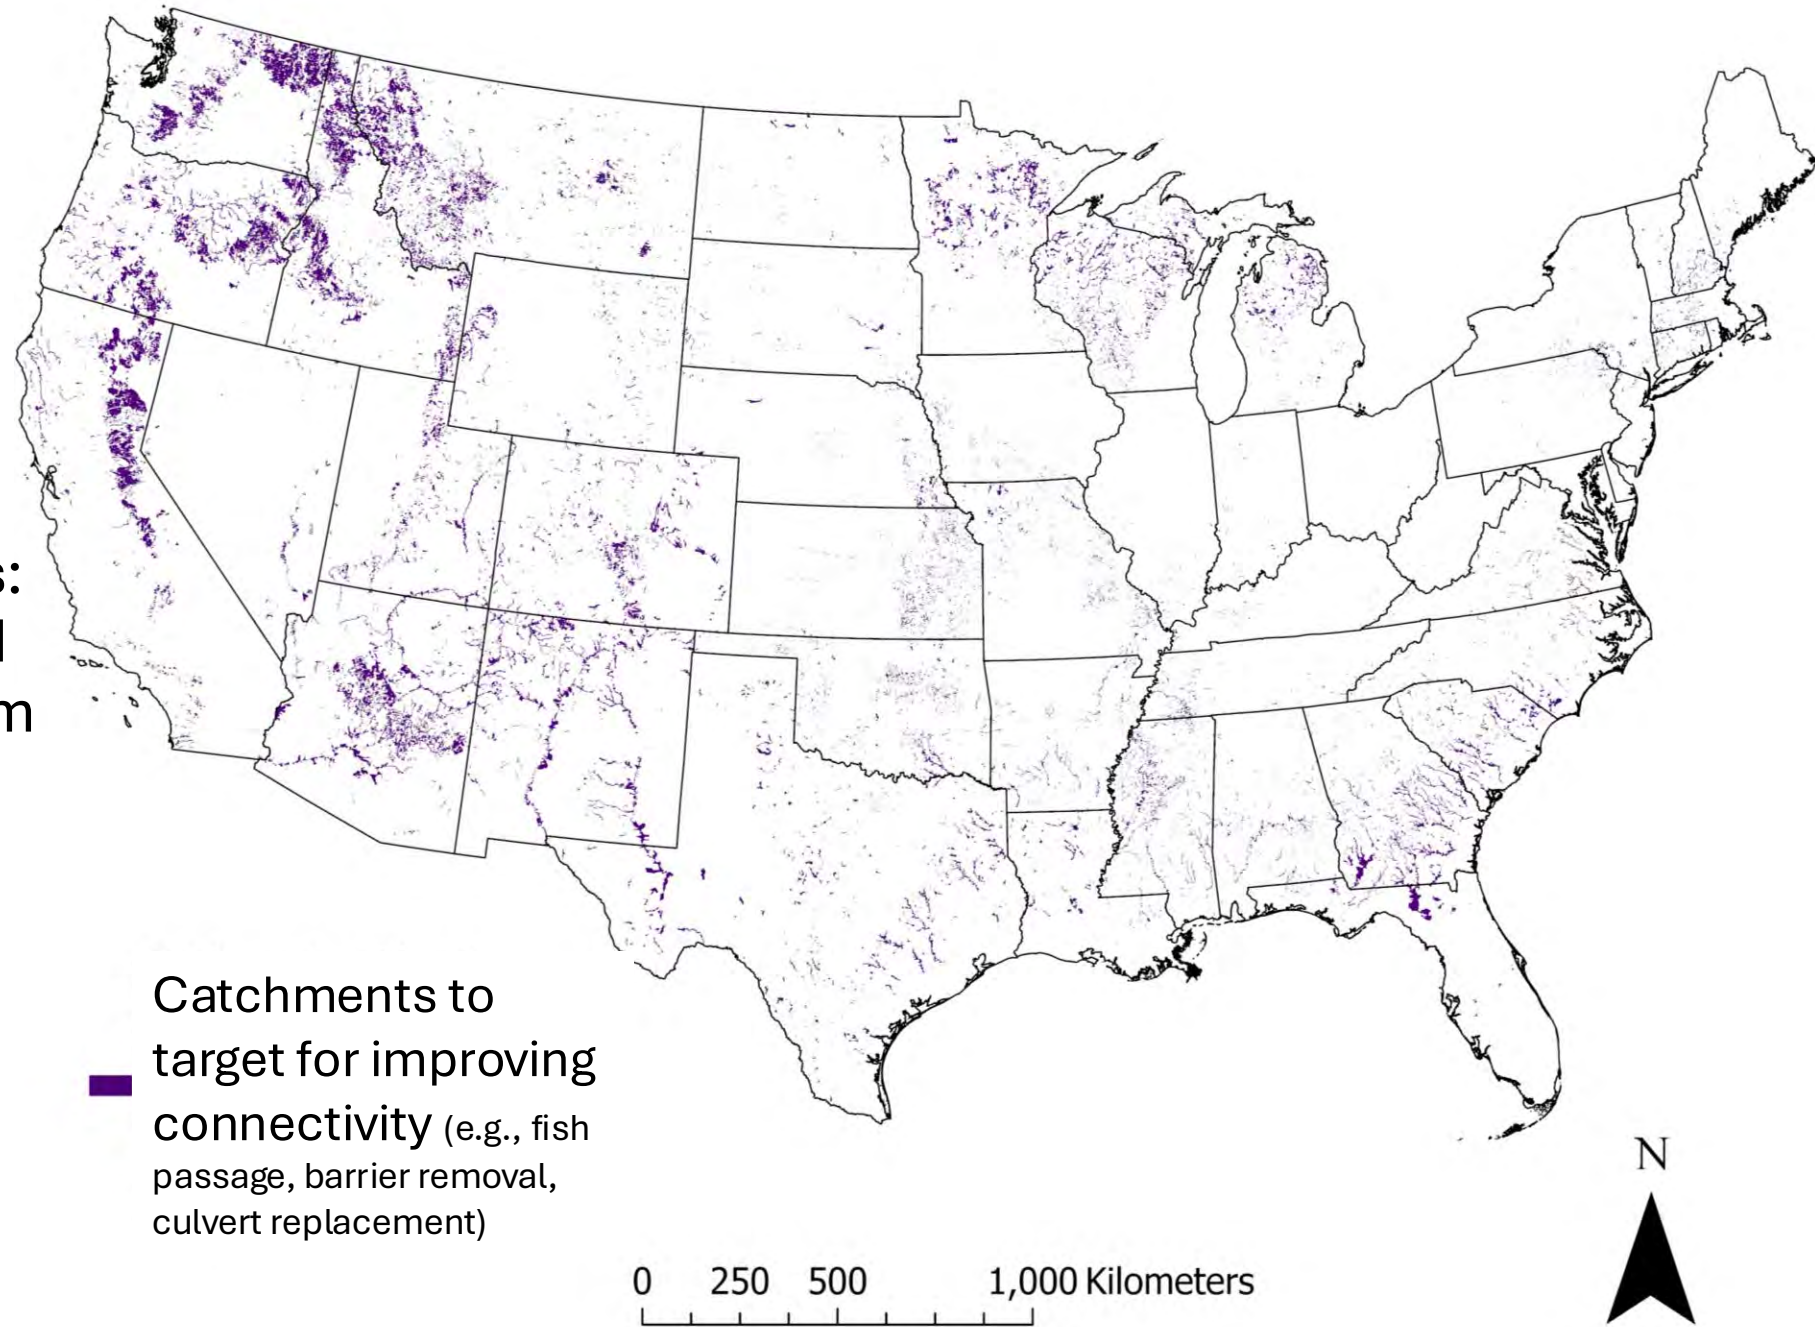 s:
m
Catchments to
target for improving
connectivity (e.g., fish
passage, barrier removal,
culvert replacement)
N
0 250 500 1,000 Kilometers